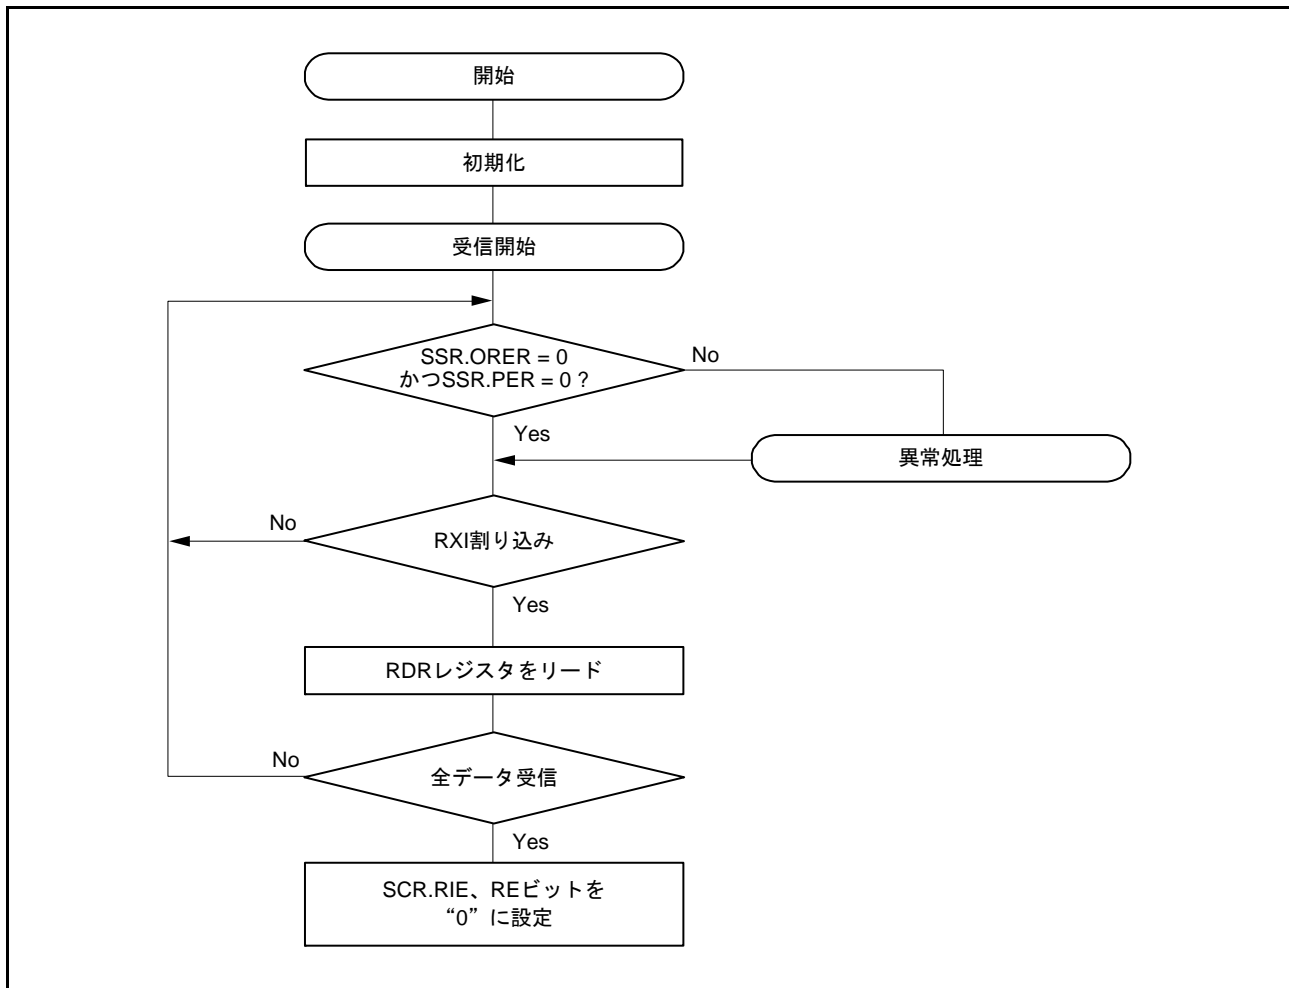 開始
初期化
受信開始
SSR.ORER = 0
かつSSR.PER = 0 ?
No
Yes
異常処理
No
RXI割り込み
Yes
RDRレジスタをリード
No
全データ受信
Yes
SCR.RIE、REビットを
“0”に設定